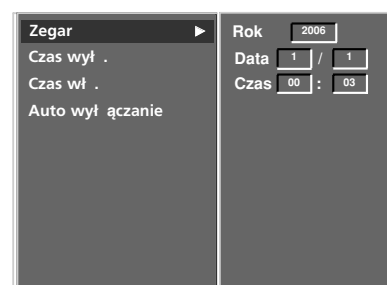 Zegar ▶
Czas wył .
Czas wł .
Auto wył ączanie
Rok 2006
Data 1 / 1
Czas 00 : 03